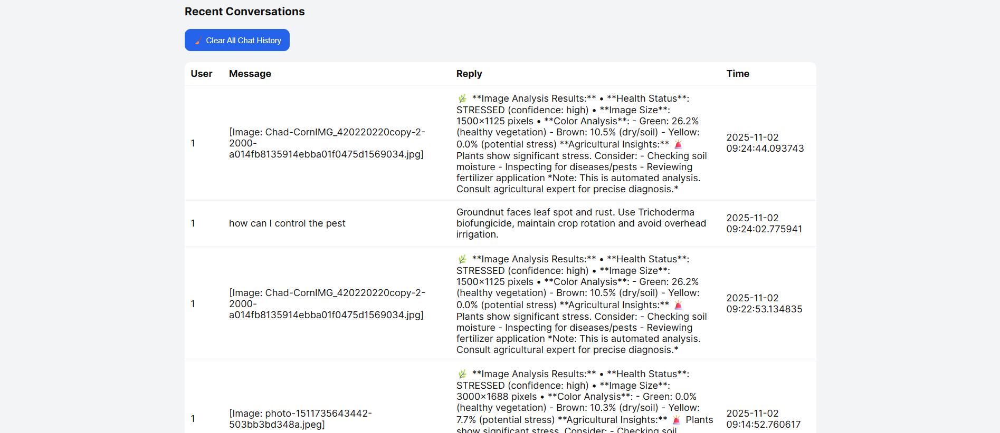 Recent Conversations
Clear All Chat History
User Message Reply Time
1
[Image: Chad-CornIMG_420220220copy-2-
2000-
a014fb8135914ebba01f0475d1569034.jpg]
🌿 **Image Analysis Results:** • **Health Status**:
STRESSED (confidence: high) • **Image Size**:
1500×1125 pixels • **Color Analysis**: - Green: 26.2%
(healthy vegetation) - Brown: 10.5% (dry/soil) - Yellow:
0.0% (potential stress) **Agricultural Insights:** 🚨
Plants show significant stress. Consider: - Checking soil
moisture - Inspecting for diseases/pests - Reviewing
fertilizer application *Note: This is automated analysis.
Consult agricultural expert for precise diagnosis.*
2025-11-02
09:24:44.093743
1
how can I control the pest
Groundnut faces leaf spot and rust. Use Trichoderma
biofungicide, maintain crop rotation and avoid overhead
irrigation.
2025-11-02
09:24:02.775941
1
[Image: Chad-CornIMG_420220220copy-2-
2000-
a014fb8135914ebba01f0475d1569034.jpg]
🌿 **Image Analysis Results:** • **Health Status**:
STRESSED (confidence: high) • **Image Size**:
1500×1125 pixels • **Color Analysis**: - Green: 26.2%
(healthy vegetation) - Brown: 10.5% (dry/soil) - Yellow:
0.0% (potential stress) **Agricultural Insights:** 🚨
Plants show significant stress. Consider: - Checking soil
moisture - Inspecting for diseases/pests - Reviewing
fertilizer application *Note: This is automated analysis.
Consult agricultural expert for precise diagnosis.*
2025-11-02
09:22:53.134835
1
[Image: photo-1511735643442-
503bb3bd348a.jpeg]
🌿 **Image Analysis Results:** • **Health Status**:
STRESSED (confidence: high) • **Image Size**:
3000×1688 pixels • **Color Analysis**: - Green: 0.0%
(healthy vegetation) - Brown: 10.3% (dry/soil) - Yellow:
7.7% (potential stress) **Agricultural Insights:** 🚨 Plants
show significant stress. Consider: - Checking soil
2025-11-02
09:14:52.760617